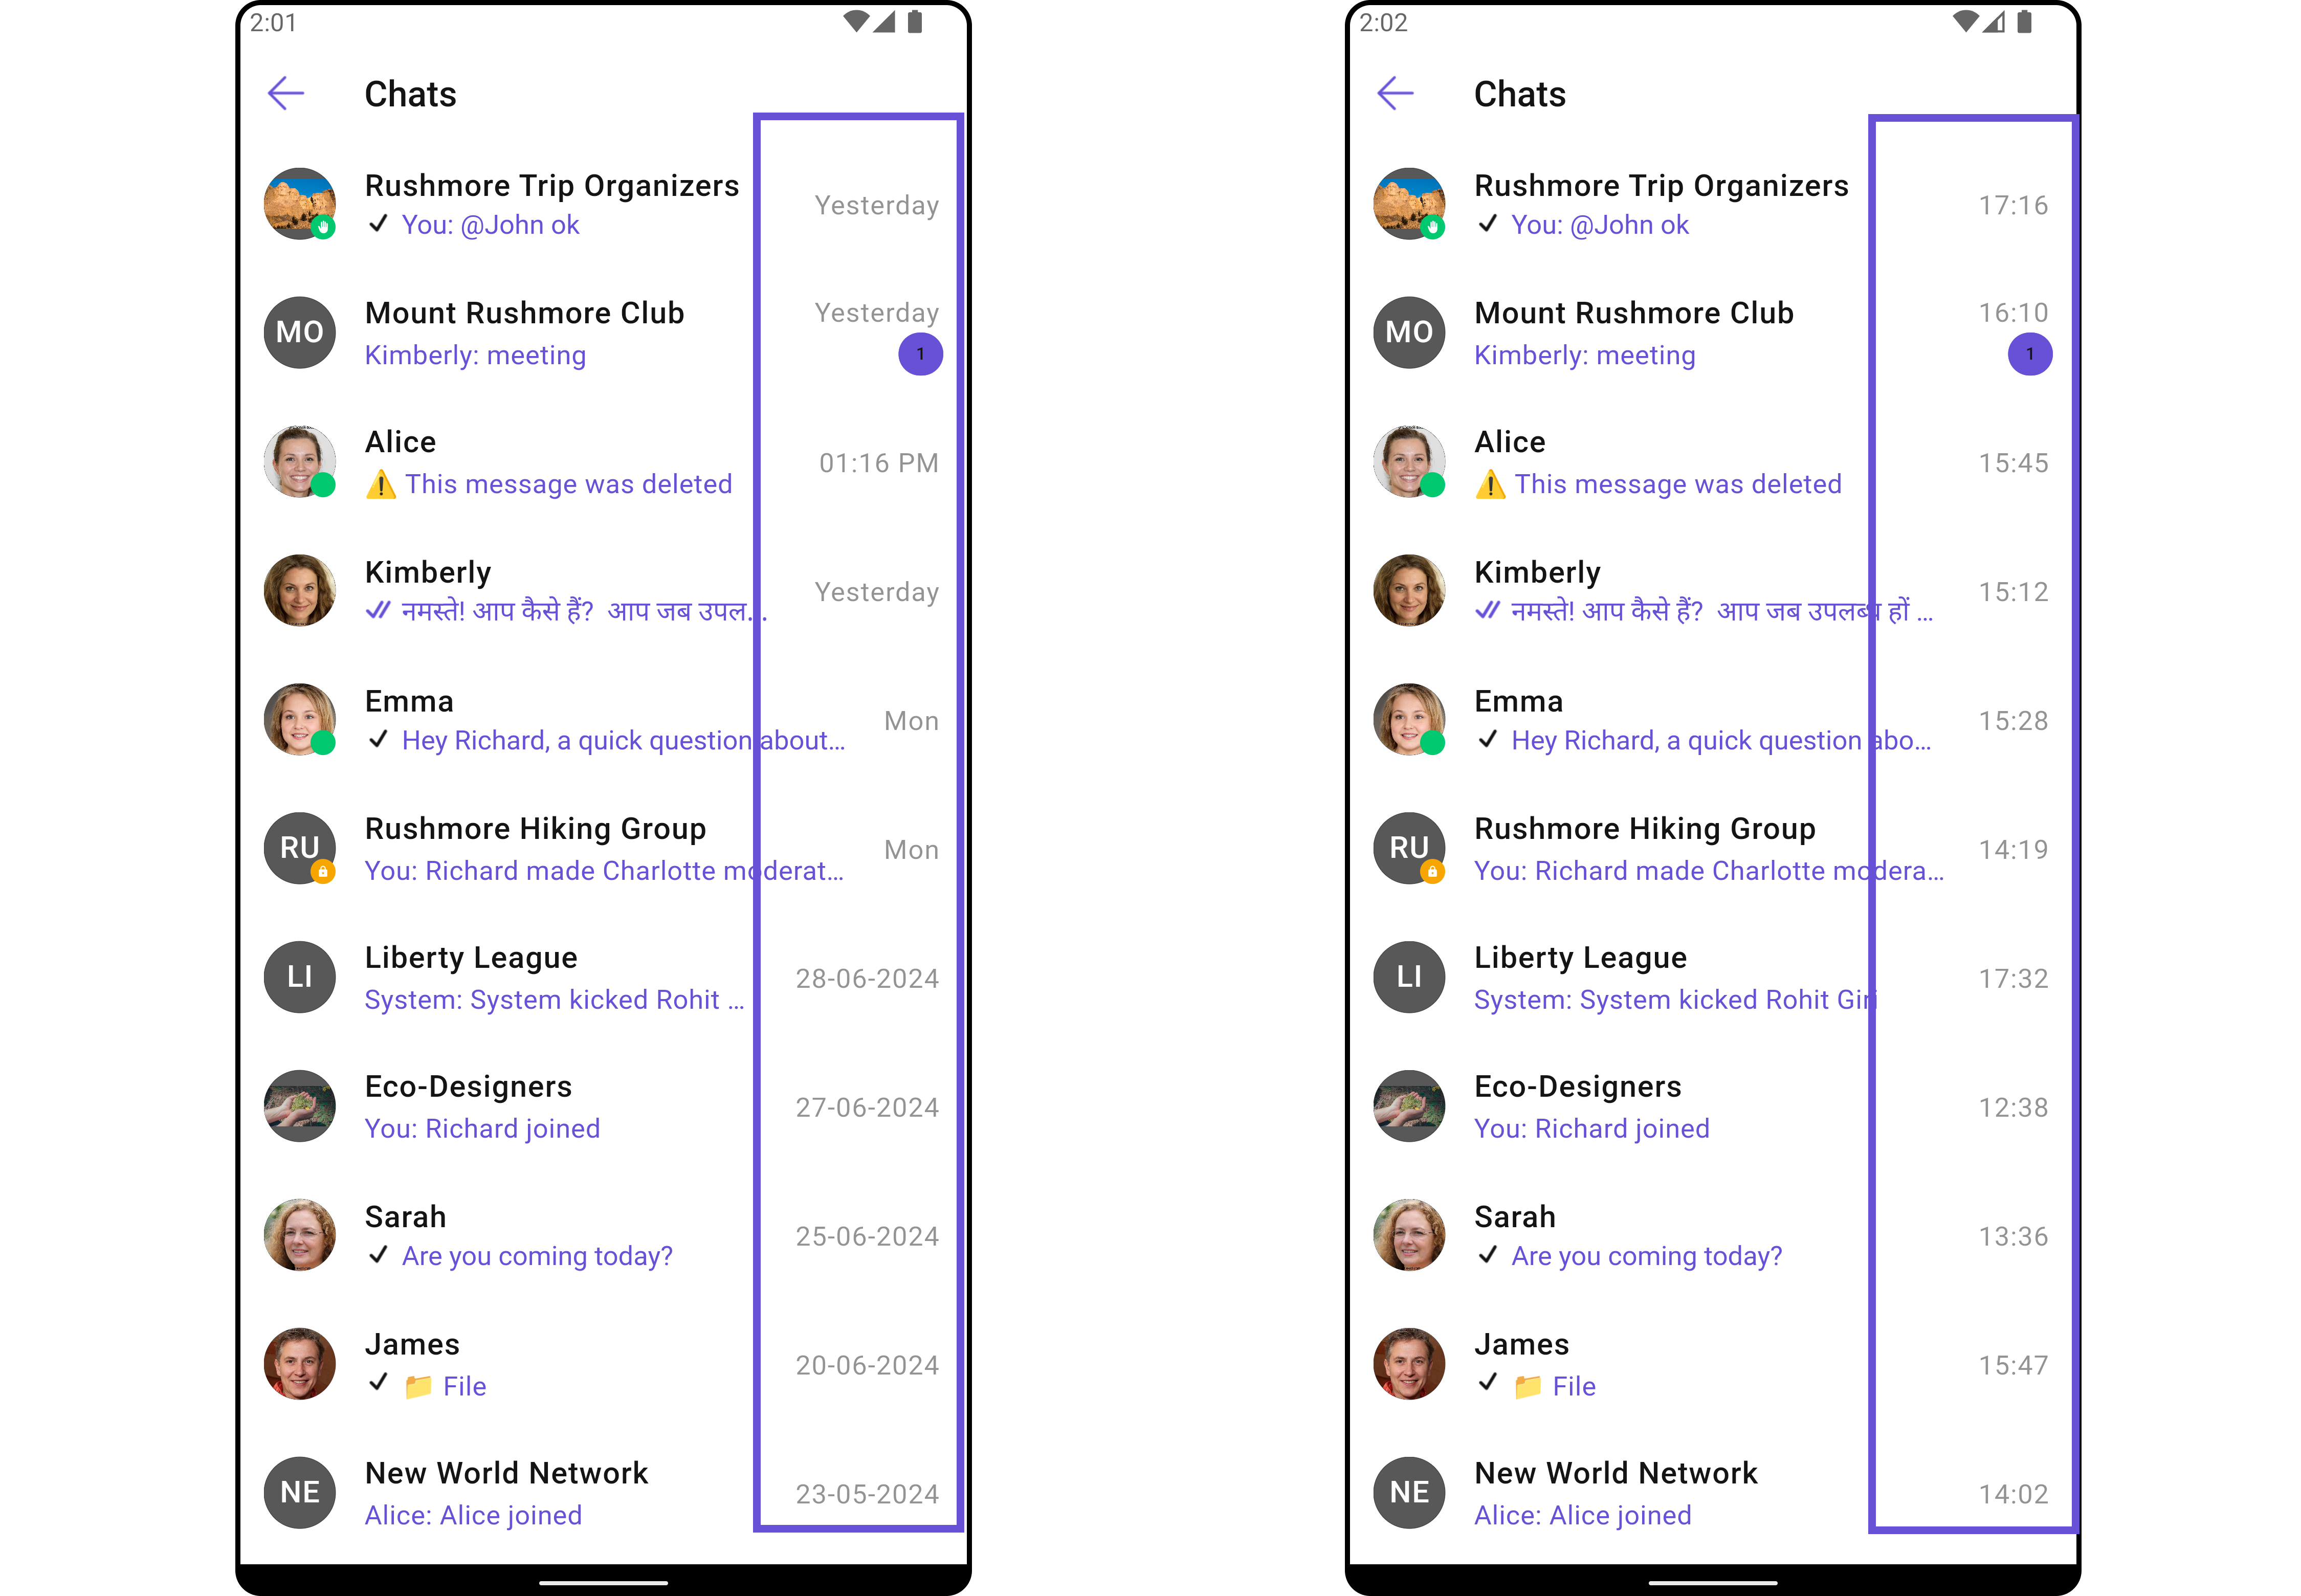 2:01
Chats
Rushmore Trip Organizers
You: @John ok
Yesterday
MO
Mount Rushmore Club
Kimberly: meeting
Yesterday
1
Alice
This message was deleted
01:16 PM
Kimberly
नमस्ते! आप कैसे हैं? आप जब उपल...
Yesterday
Emma
Hey Richard, a quick question about...
Mon
RU
Rushmore Hiking Group
You: Richard made Charlotte moderat...
Mon
LI
Liberty League
System: System kicked Rohit ...
28-06-2024
Eco-Designers
You: Richard joined
27-06-2024
Sarah
Are you coming today?
25-06-2024
James
File
20-06-2024
NE
New World Network
Alice: Alice joined
23-05-2024
2:02
Chats
Rushmore Trip Organizers
You: @John ok
17:16
MO
Mount Rushmore Club
Kimberly: meeting
16:10
1
Alice
This message was deleted
15:45
Kimberly
नमस्ते! आप कैसे हैं? आप जब उपलब्ध हों ...
15:12
Emma
Hey Richard, a quick question abo...
15:28
RU
Rushmore Hiking Group
You: Richard made Charlotte modera...
14:19
LI
Liberty League
System: System kicked Rohit Giri
17:32
Eco-Designers
You: Richard joined
12:38
Sarah
Are you coming today?
13:36
James
File
15:47
NE
New World Network
Alice: Alice joined
14:02